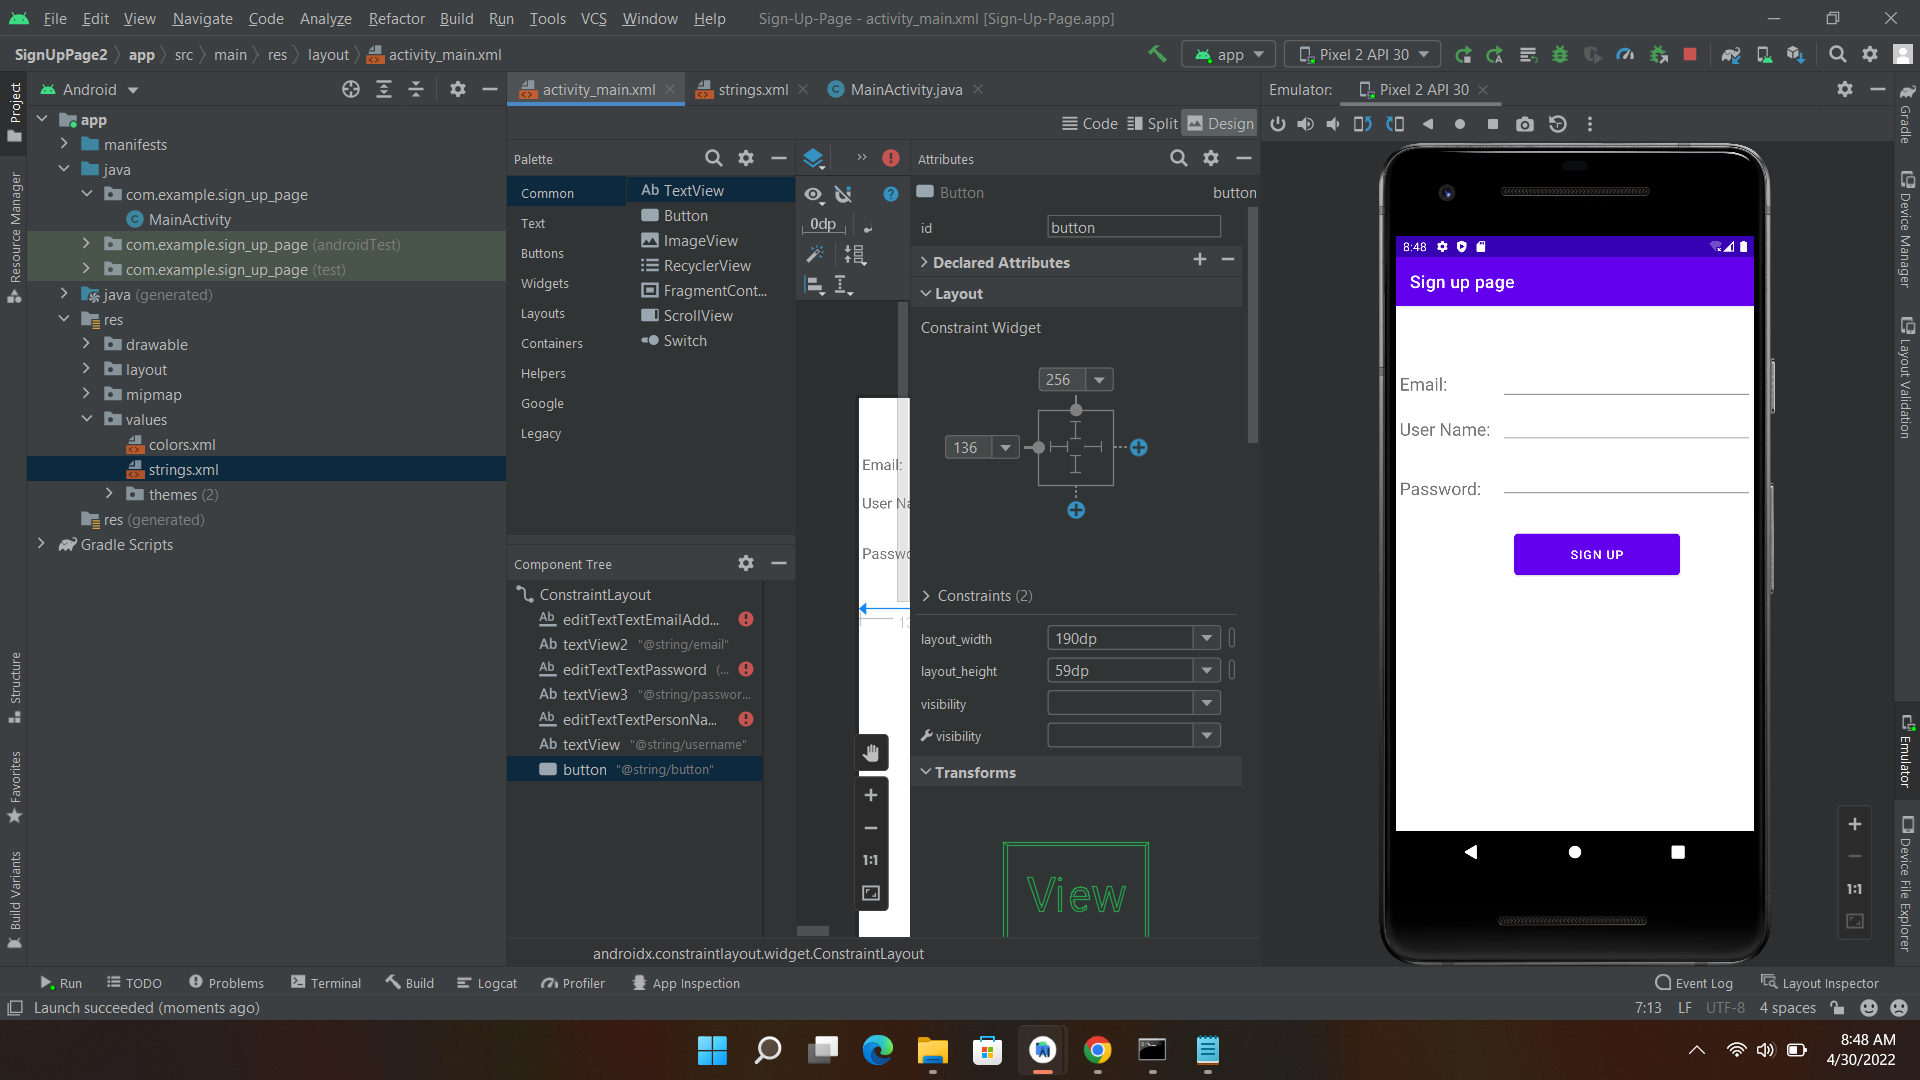 File Edit View Navigate Code Analyze Refactor Build Run Tools VCS Window Help Sign-Up-Page - activity_main.xml [Sign-Up-Page.app]
SignUpPage2 app src main res layout activity_main.xml app Pixel 2 API 30
Project
Resource Manager
Structure
Favorites
Build Variants
Android
app
manifests
java
com.example.sign_up_page
MainActivity
com.example.sign_up_page (androidTest)
com.example.sign_up_page (test)
java (generated)
res
drawable
layout
mipmap
values
colors.xml
strings.xml
themes (2)
res (generated)
Gradle Scripts
activity_main.xml strings.xml MainActivity.java
Code Split Design
Palette
Common
Text
Buttons
Widgets
Layouts
Containers
Helpers
Google
Legacy
Ab TextView
Button
ImageView
RecyclerView
FragmentCont...
ScrollView
Switch
Component Tree
ConstraintLayout
Ab editTextTextEmailAdd...
Ab textView2 "@string/email"
Ab editTextTextPassword (...
Ab textView3 "@string/passwor...
Ab editTextTextPersonNa...
Ab textView "@string/username"
button "@string/button"
0dp
Email:
User Na
Passwo
13
1:1
Attributes
Button button
id button
Declared Attributes
Layout
Constraint Widget
256
136
Constraints (2)
layout_width 190dp
layout_height 59dp
visibility
visibility
Transforms
View
androidx.constraintlayout.widget.ConstraintLayout
Emulator: Pixel 2 API 30
8:48
Sign up page
Email:
User Name:
Password:
SIGN UP
1:1
Gradle
Device Manager
Layout Validation
Emulator
Device File Explorer
Run TODO Problems Terminal Build Logcat Profiler App Inspection Event Log Layout Inspector
Launch succeeded (moments ago) 7:13 LF UTF-8 4 spaces
8:48 AM
4/30/2022